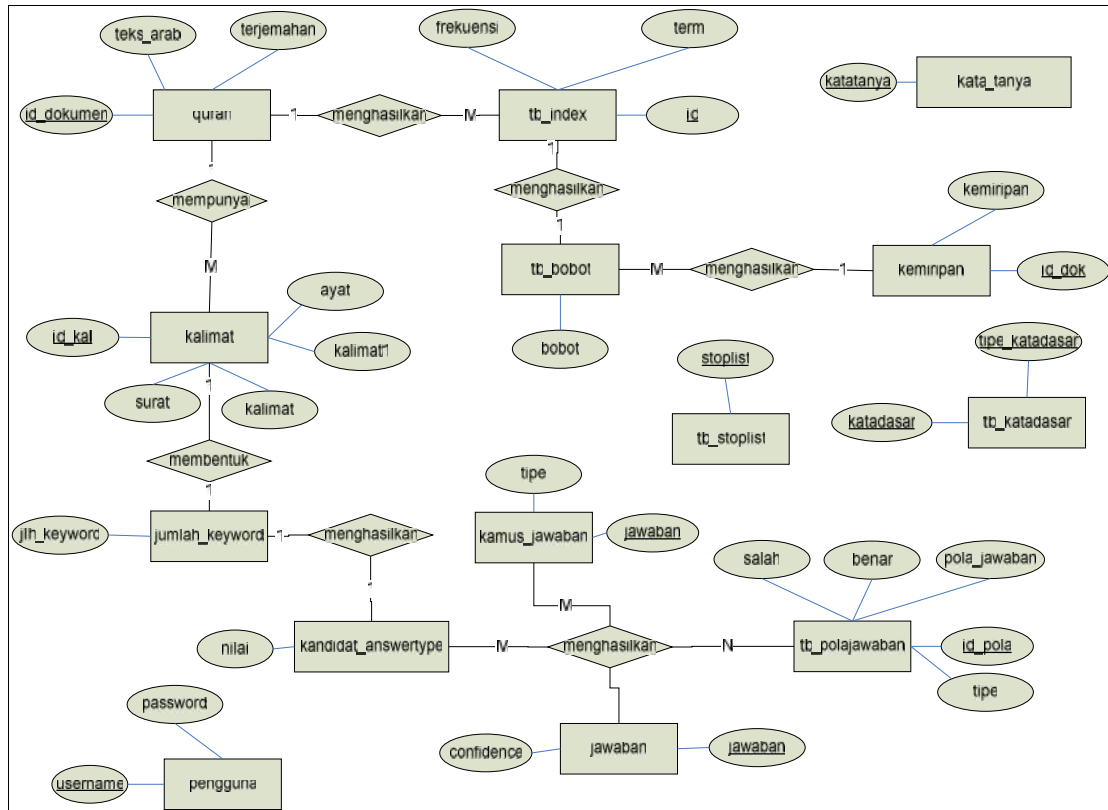 teks_arab
terjemahan
frekuensi
term
katatanya
kata_tanya
id_dokumen
quran
1
menghasilkan
M
tb_index
id
1
mempunya
M
1
menghasilkan
1
kemiripan
tb_bobot
M
menghasilkan
1
kemiripan
id_dok
bobot
ayat
id_kal
kalimat
kalimat1
surat
kalimat
1
membentuk
1
stoplist
tb_stoplist
tipe_katadasar
katadasar
tb_katadasar
jlh_keyword
jumlah_keyword
1
menghasilkan
1
tipe
kamus_jawaban
jawaban
M
salah
benar
pola_jawaban
nilai
kandidat_answertype
M
menghasilkan
N
tb_polajawaban
id_pola
tipe
password
username
pengguna
confidence
jawaban
jawaban